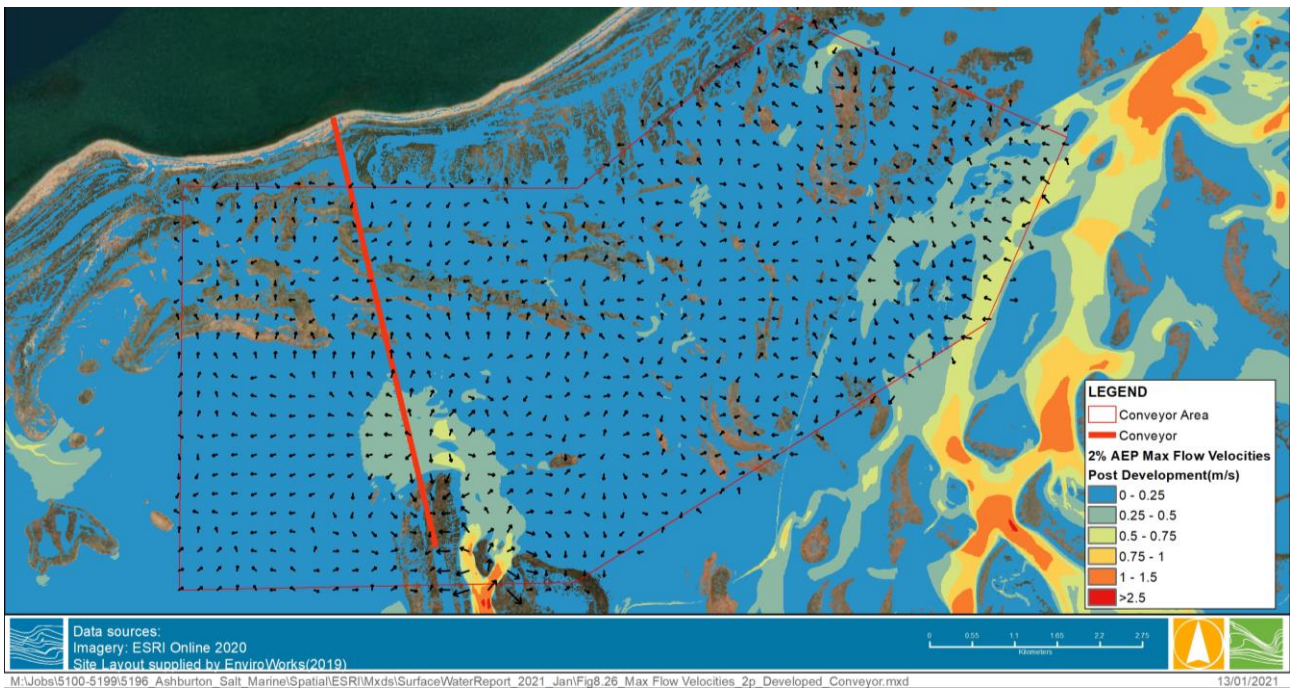 LEGEND
Conveyor Area
Conveyor
2% AEP Max Flow Velocities
Post Development(m/s)
0 - 0.25
0.25 - 0.5
0.5 - 0.75
0.75 - 1
1 - 1.5
>2.5
Data sources:
Imagery: ESRI Online 2020
Site Layout supplied by EnviroWorks(2019)
0 0.55 1.1 1.65 2.2 2.75
Kilometers
M:\Jobs\5100-5199\5196_Ashburton_Salt_Marine\Spatial\ESRI\Mxds\SurfaceWaterReport_2021_Jan\Fig8.26_Max Flow Velocities_2p_Developed_Conveyor.mxd
13/01/2021